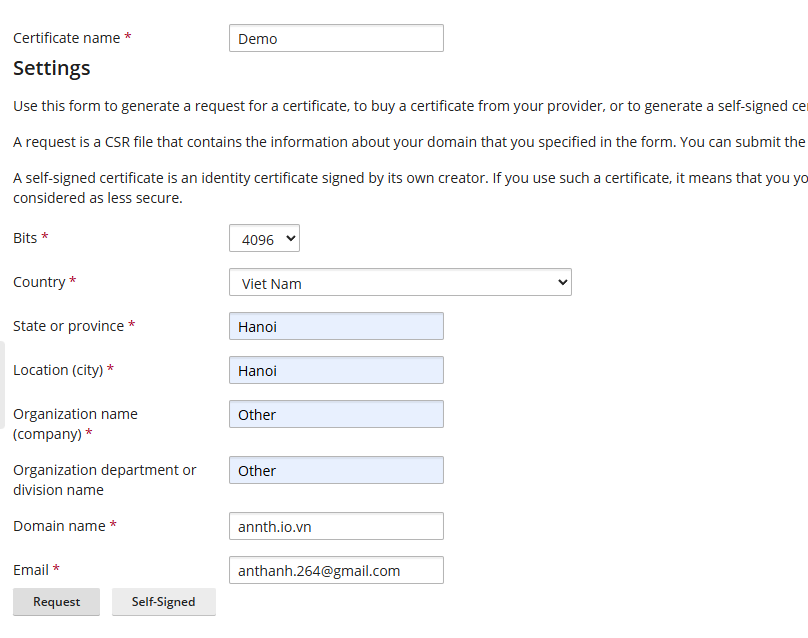 Certificate name * Demo
Settings
Use this form to generate a request for a certificate, to buy a certificate from your provider, or to generate a self-signed
A request is a CSR file that contains the information about your domain that you specified in the form. You can submit the
A self-signed certificate is an identity certificate signed by its own creator. If you use such a certificate, it means that you
considered as less secure.
Bits * 4096
Country * Viet Nam
State or province * Hanoi
Location (city) * Hanoi
Organization name
(company) * Other
Organization department or
division name Other
Domain name * annth.io.vn
Email * anthanh.264@gmail.com
Request Self-Signed